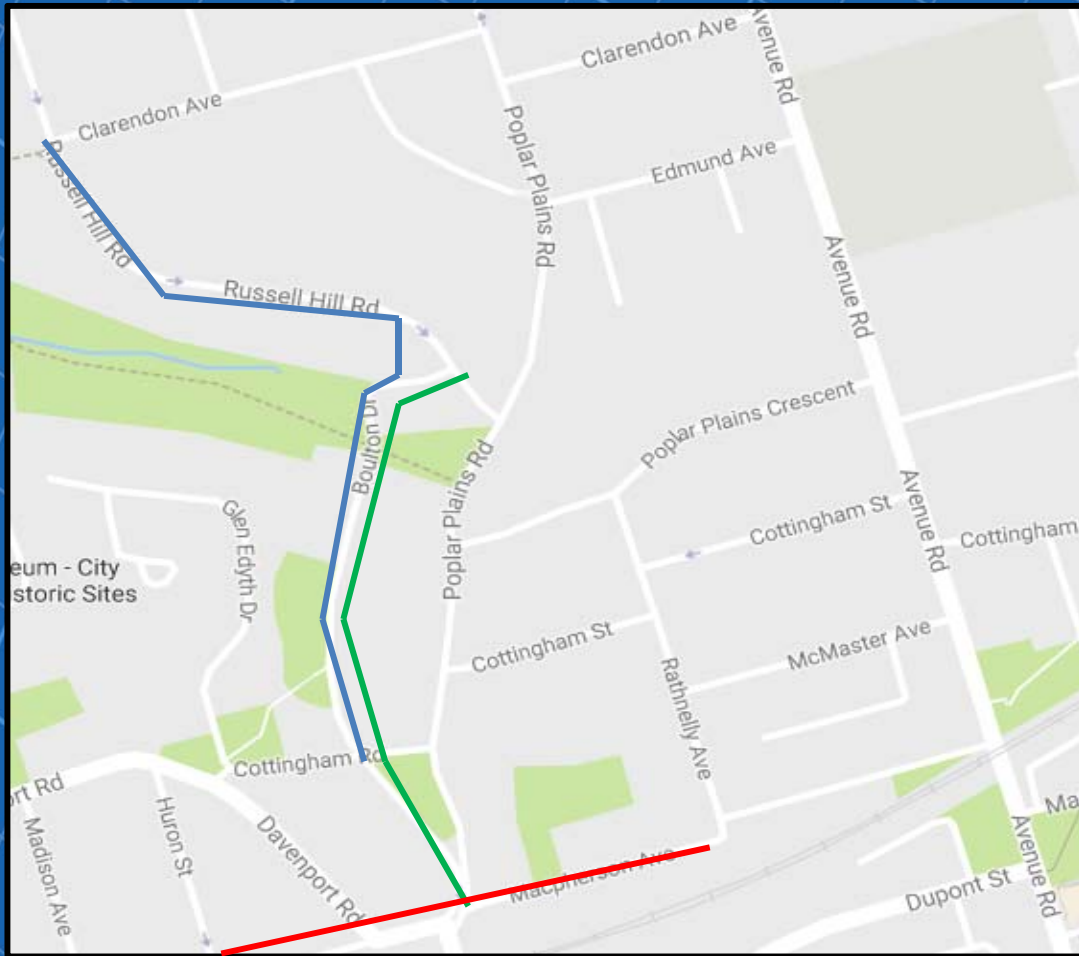 Clarendon Ave
Avenue Rd
Clarendon Ave
Poplar Plains Rd
Edmund Ave
Russell Hill Rd
Avenue Rd
Russell Hill Rd
Poplar Plains Crescent
Boulton Dr
Poplar Plains Rd
Avenue Rd
Glen Edyth Dr
Cottingham St
Cottingham
eum - City
storic Sites
Cottingham St
McMaster Ave
Rathnelly Ave
Cottingham Rd
ort Rd
Huron St
Ma
Madison Ave
Davenport Rd
Avenue Rd
Macpherson Ave
Dupont St